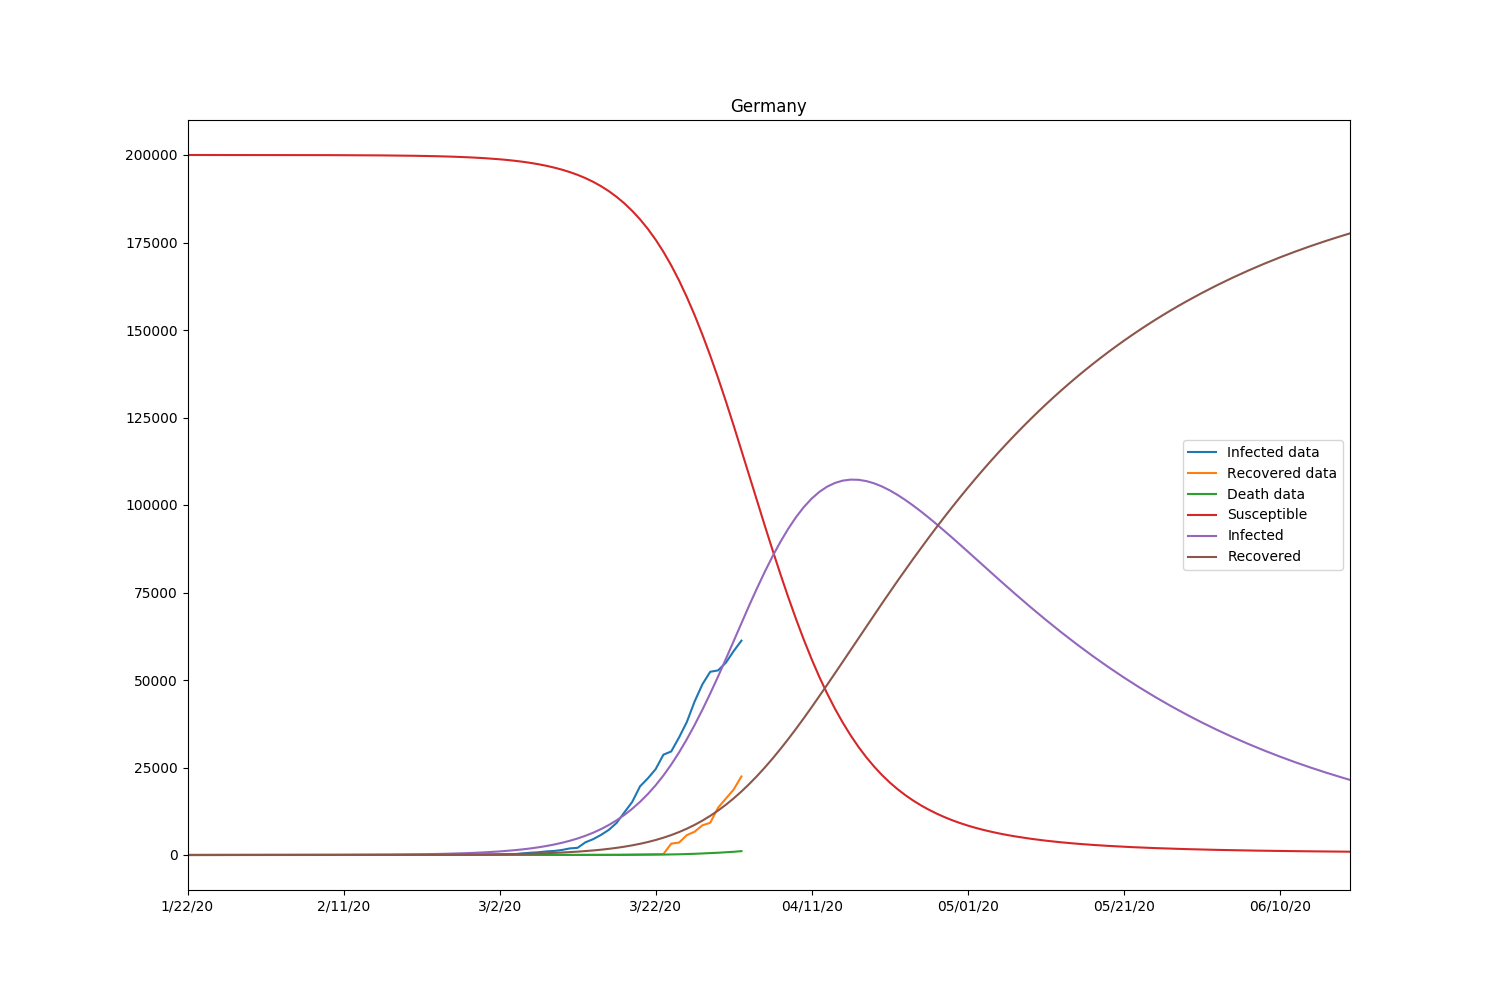 Germany
200000
175000
150000
125000
100000
75000
50000
25000
0
Infected data
Recovered data
Death data
Susceptible
Infected
Recovered
1/22/20 2/11/20 3/2/20 3/22/20 04/11/20 05/01/20 05/21/20 06/10/20